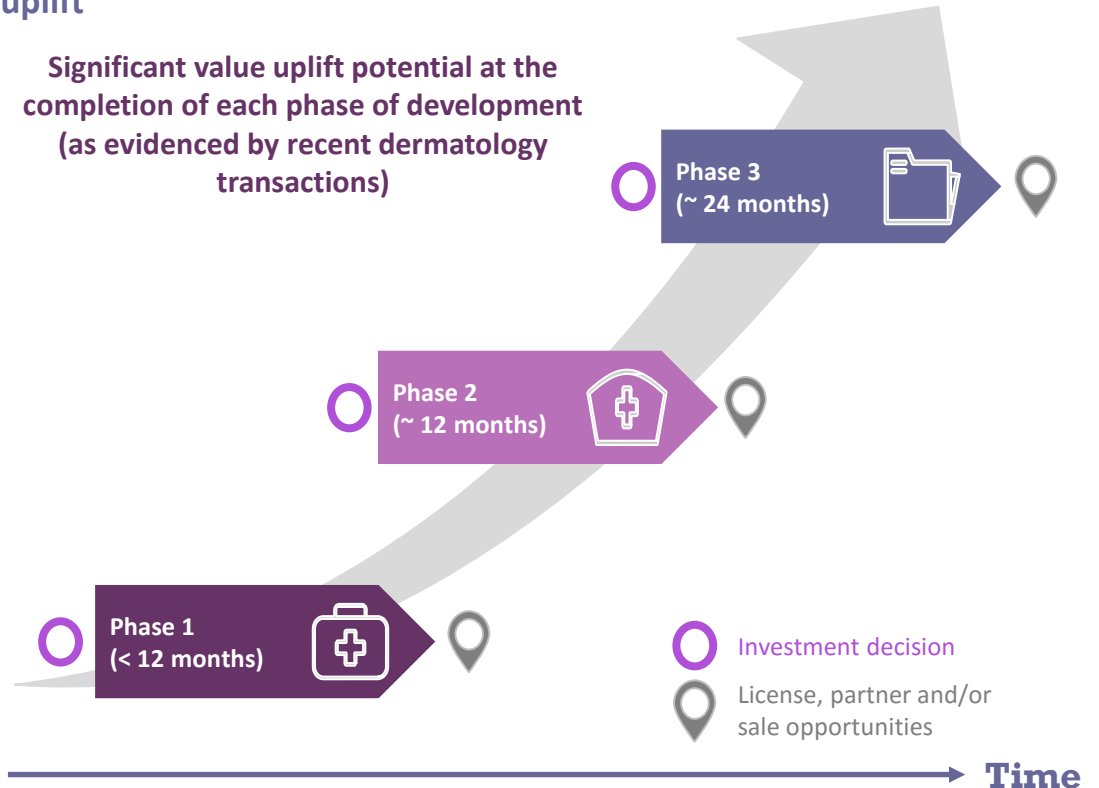 uplift
Significant value uplift potential at the
completion of each phase of development
(as evidenced by recent dermatology
transactions)
Phase 3
(~ 24 months)
Phase 2
(~ 12 months)
Phase 1
(< 12 months)
Investment decision
License, partner and/or
sale opportunities
Time